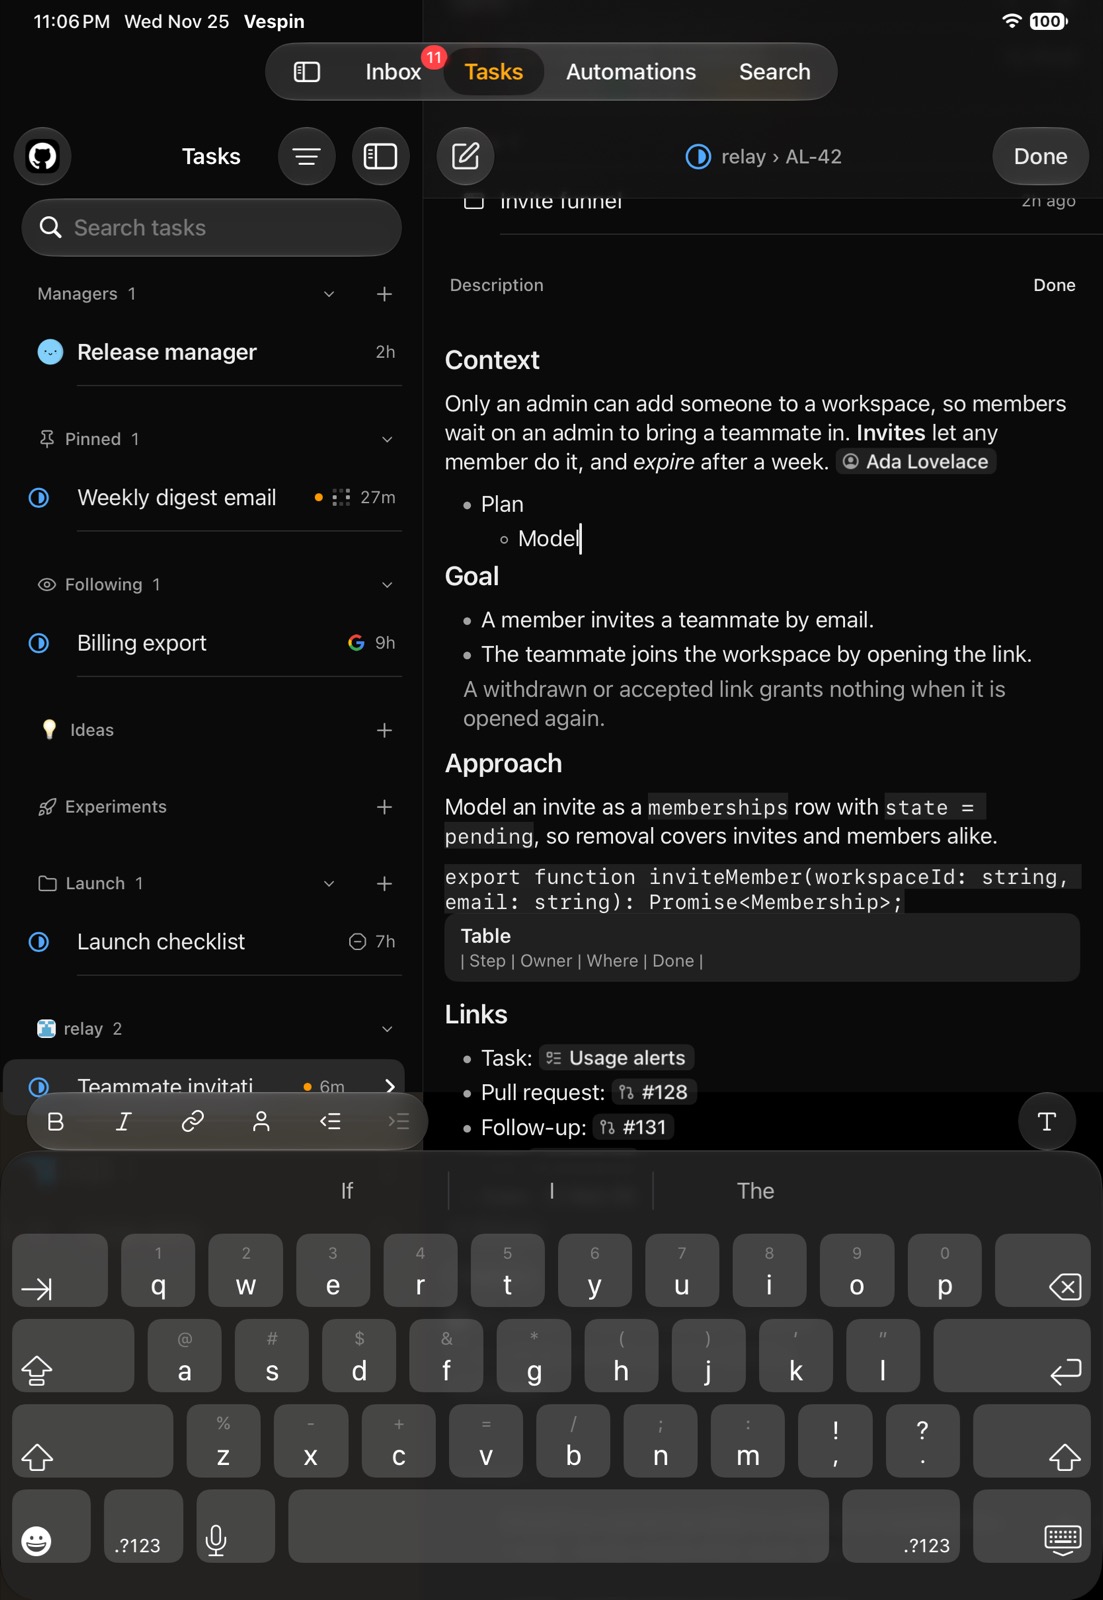 11:06 PM Wed Nov 25 Vespin
100
Inbox 11 Tasks Automations Search
Tasks
relay › AL-42
Done
Search tasks
Managers 1
Release manager 2h
Pinned 1
Weekly digest email 27m
Following 1
Billing export 9h
Ideas
Experiments
Launch 1
Launch checklist 7h
relay 2
Teammate invitati 6m
Invite funnel 2h ago
Description Done
Context
Only an admin can add someone to a workspace, so members
wait on an admin to bring a teammate in. Invites let any
member do it, and expire after a week. Ada Lovelace
• Plan
◦ Model
Goal
• A member invites a teammate by email.
• The teammate joins the workspace by opening the link.
A withdrawn or accepted link grants nothing when it is
opened again.
Approach
Model an invite as a memberships row with state =
pending, so removal covers invites and members alike.
export function inviteMember(workspaceId: string,
email: string): Promise<Membership>;
Table
| Step | Owner | Where | Done |
Links
• Task: Usage alerts
• Pull request: #128
• Follow-up: #131
B I T
If I The
1 2 3 4 5 6 7 8 9 0
q w e r t y u i o p
@ # $ & * ( ) ' "
a s d f g h j k l
% - + = / ; : ! ?
z x c v b n m , .
.?123 .?123